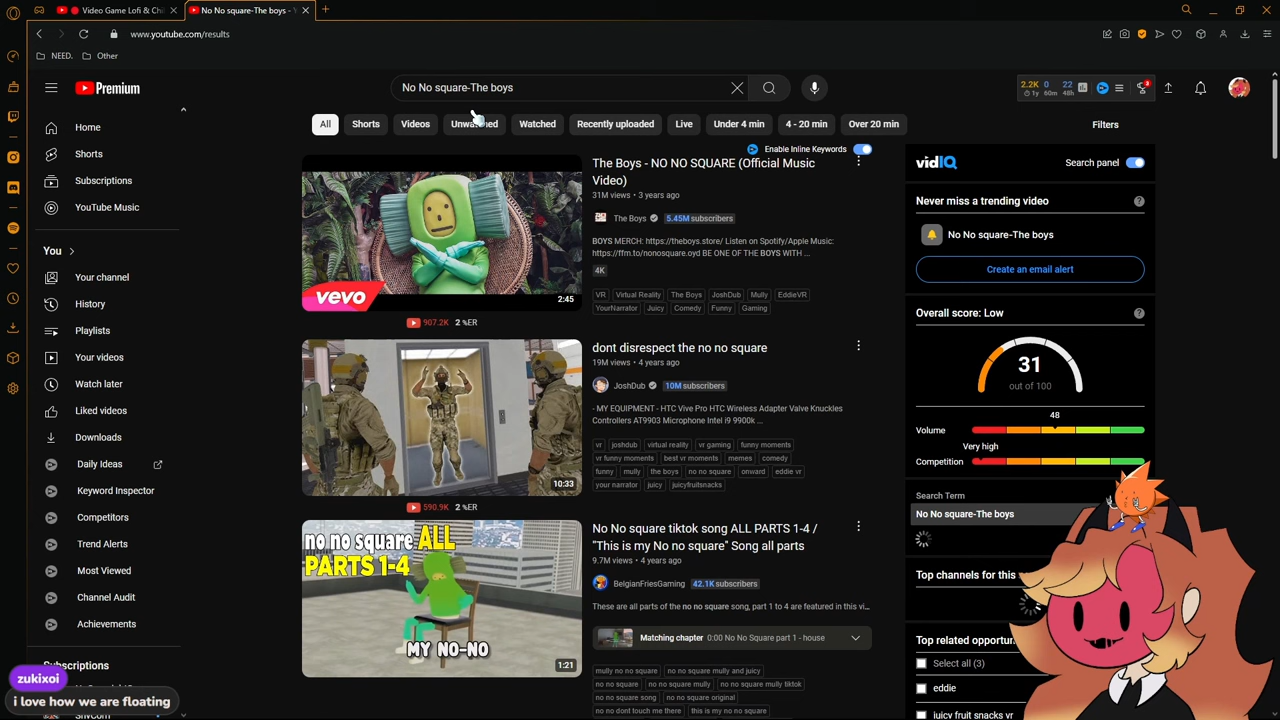 Video Game Lofi & Chil
No No square-The boys - Y
www.youtube.com/results
NEED.
Other
Premium
No No square-The boys
2.2K
0
22
1y
60m
48h
3
All
Shorts
Videos
Unwatched
Watched
Recently uploaded
Live
Under 4 min
4 - 20 min
Over 20 min
Filters
Home
Shorts
Subscriptions
YouTube Music
You
Your channel
History
Playlists
Your videos
Watch later
Liked videos
Downloads
Daily Ideas
Keyword Inspector
Competitors
Trend Alerts
Most Viewed
Channel Audit
Achievements
Subscriptions
zukixoi
i love how we are floating
Enable Inline Keywords
vevo
2:45
907.2K 2 %ER
The Boys - NO NO SQUARE (Official Music
Video)
31M views • 3 years ago
The Boys
5.45M subscribers
BOYS MERCH: https://theboys.store/ Listen on Spotify/Apple Music:
https://ffm.to/nonosquare.oyd BE ONE OF THE BOYS WITH ...
4K
VR
Virtual Reality
The Boys
JoshDub
Mully
EddieVR
YourNarrator
Juicy
Comedy
Funny
Gaming
10:33
590.9K 2 %ER
dont disrespect the no no square
19M views • 4 years ago
JoshDub
10M subscribers
- MY EQUIPMENT - HTC Vive Pro HTC Wireless Adapter Valve Knuckles
Controllers AT9903 Microphone Intel i9 9900k ...
vr
joshdub
virtual reality
vr gaming
funny moments
vr funny moments
best vr moments
memes
comedy
funny
mully
the boys
no no square
onward
eddie vr
your narrator
juicy
juicyfruitsnacks
no no square ALL
PARTS 1-4
MY NO-NO
1:21
No No square tiktok song ALL PARTS 1-4 /
"This is my No no square" Song all parts
9.7M views • 4 years ago
BelgianFriesGaming
42.1K subscribers
These are all parts of the no no square song, part 1 to 4 are featured in this vi...
Matching chapter
0:00 No No Square part 1 - house
mully no no square
no no square mully and juicy
no no square
no no square mully
no no square mully tiktok
no no square song
no no square original
no no dont touch me there
this is my no no square
vidIQ
Search panel
Never miss a trending video
No No square-The boys
Create an email alert
Overall score: Low
31
out of 100
48
Volume
Very high
Competition
Search Term
No No square-The boys
Top channels for this
Top related opportun
Select all (3)
eddie
juicy fruit snacks vr